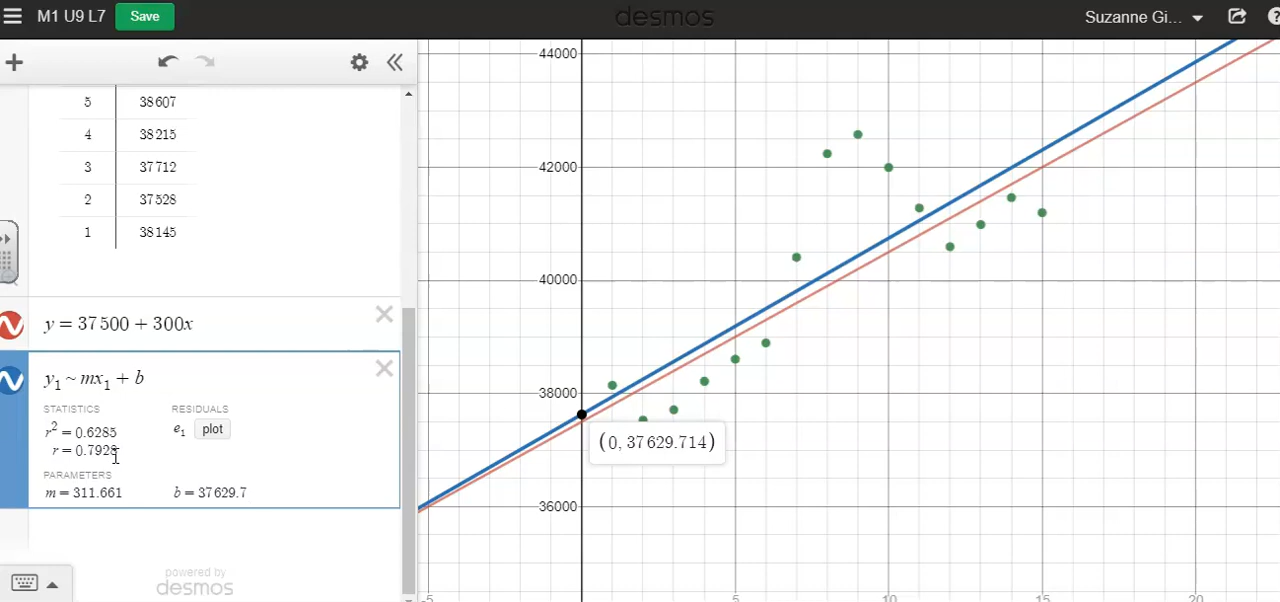 M1 U9 L7 Save desmos Suzanne Gi...
5 38607
4 38215
3 37712
2 37528
1 38145
y = 37500 + 300x
y₁ ~ mx₁ + b
STATISTICS RESIDUALS
r² = 0.6285 e₁ plot
r = 0.7928
PARAMETERS
m = 311.661 b = 37629.7
powered by
desmos
44000
42000
40000
38000
(0, 37629.714)
36000
-5 5 10 15 20